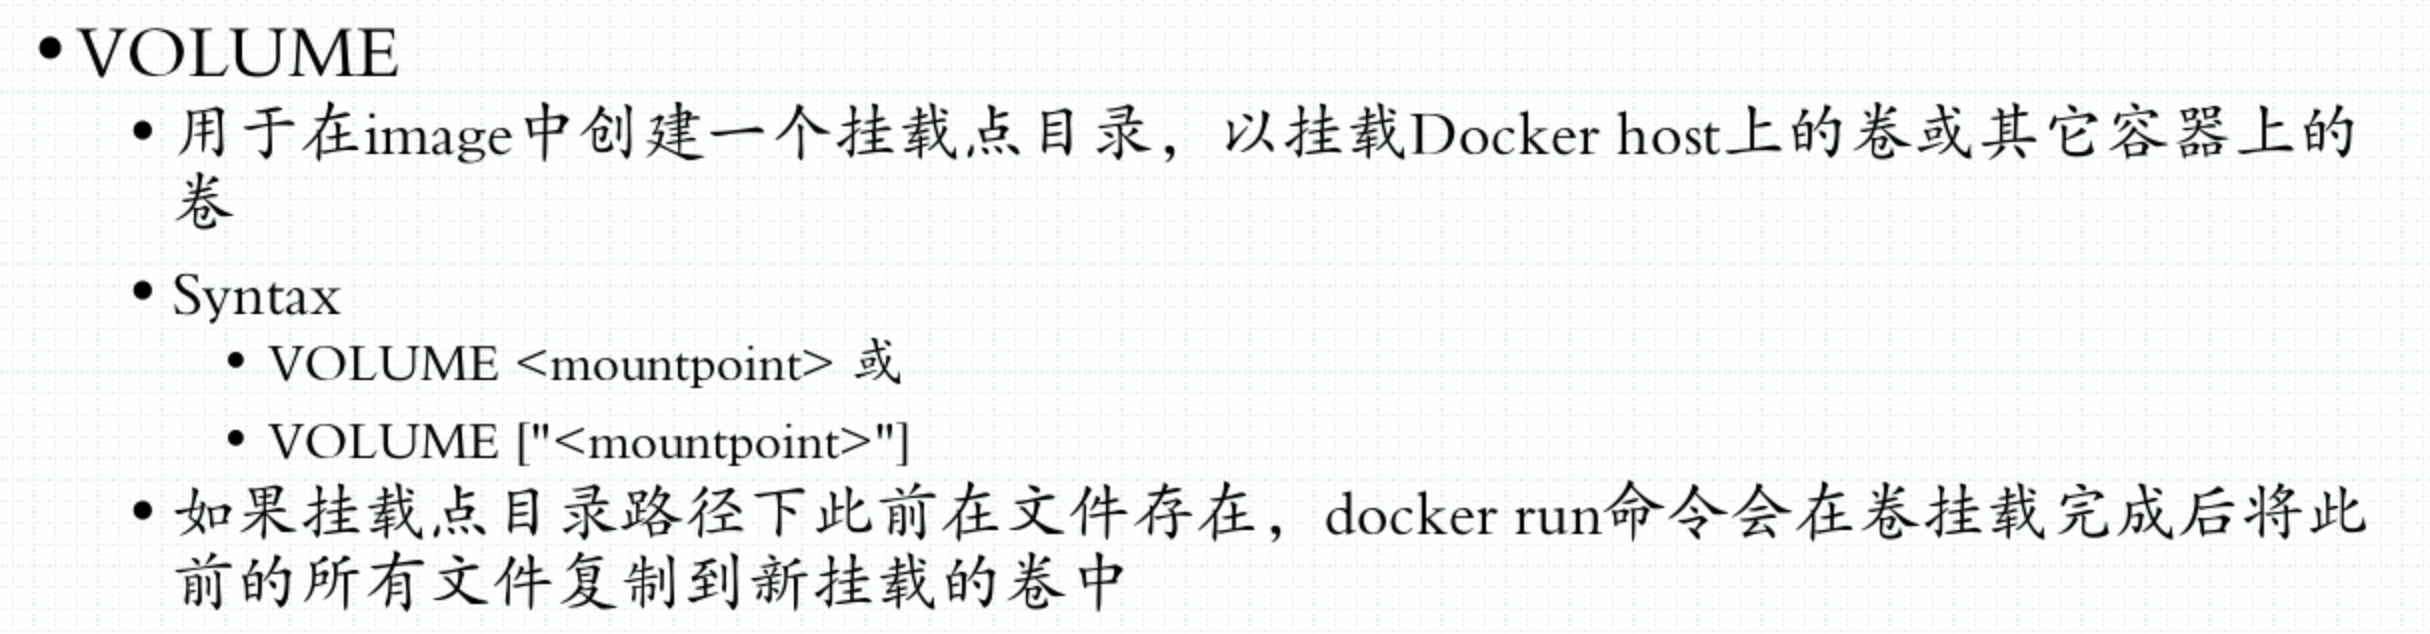 •VOLUME
• 用于在image中创建一个挂载点目录，以挂载Docker host上的卷或其它容器上的
卷
• Syntax
• VOLUME <mountpoint> 或
• VOLUME ["<mountpoint>"]
• 如果挂载点目录路径下此前在文件存在，docker run命令会在卷挂载完成后将此
前的所有文件复制到新挂载的卷中